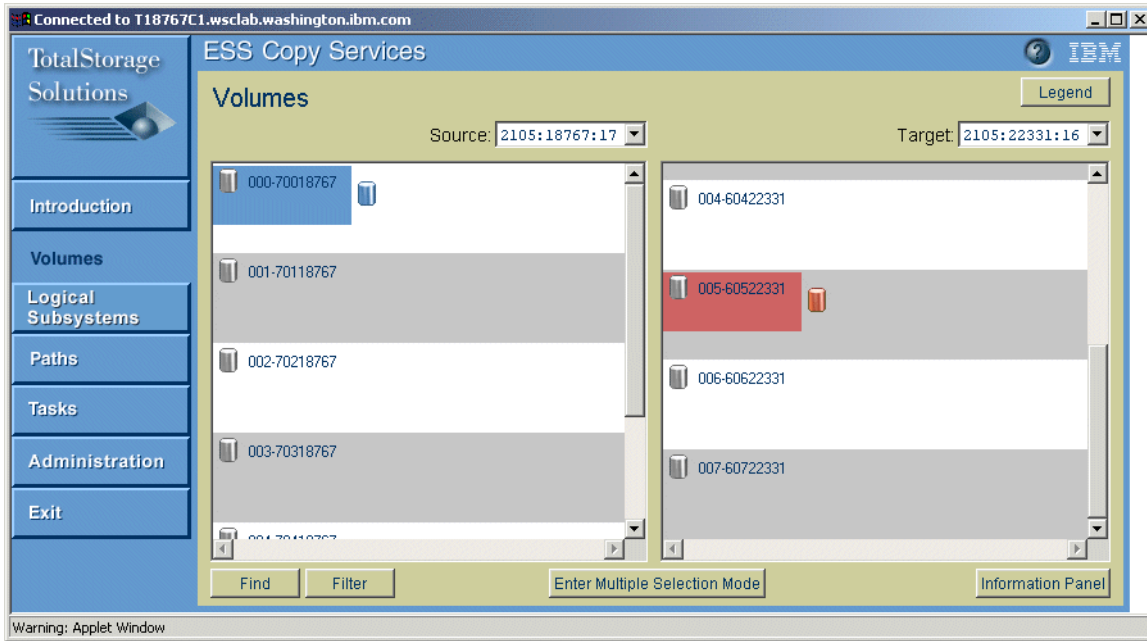 Connected to T18767C1.wsclab.washington.ibm.com
TotalStorage
Solutions
ESS Copy Services
? IBM
Volumes
Legend
Source: 2105:18767:17
Target: 2105:22331:16
Introduction
Volumes
Logical
Subsystems
Paths
Tasks
Administration
Exit
000-70018767
001-70118767
002-70218767
003-70318767
004-70418767
004-60422331
005-60522331
006-60622331
007-60722331
Find
Filter
Enter Multiple Selection Mode
Information Panel
Warning: Applet Window